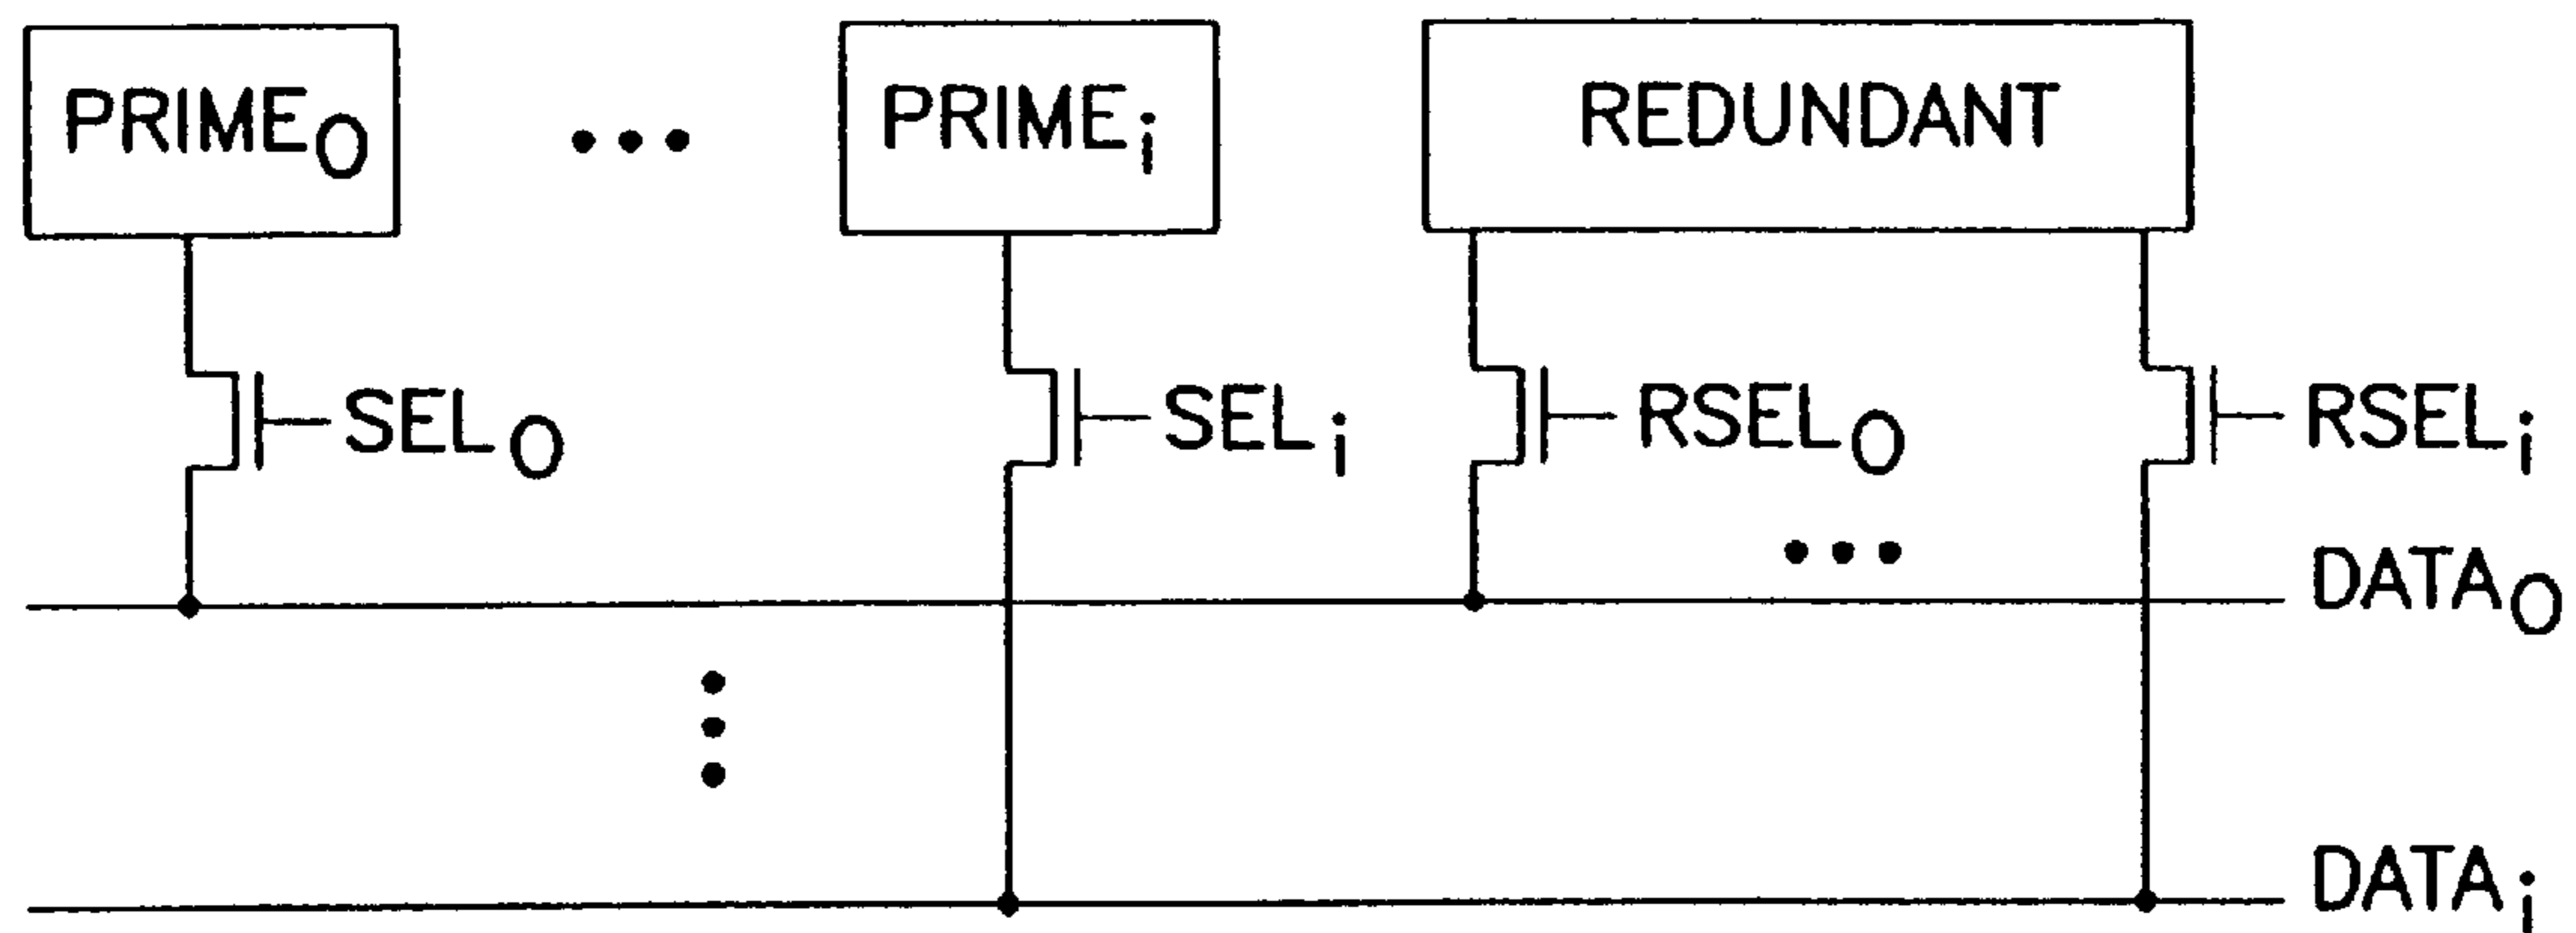 PRIME₀
PRIMEᵢ
REDUNDANT
SEL₀
SELᵢ
RSEL₀
RSELᵢ
DATA₀
DATAᵢ